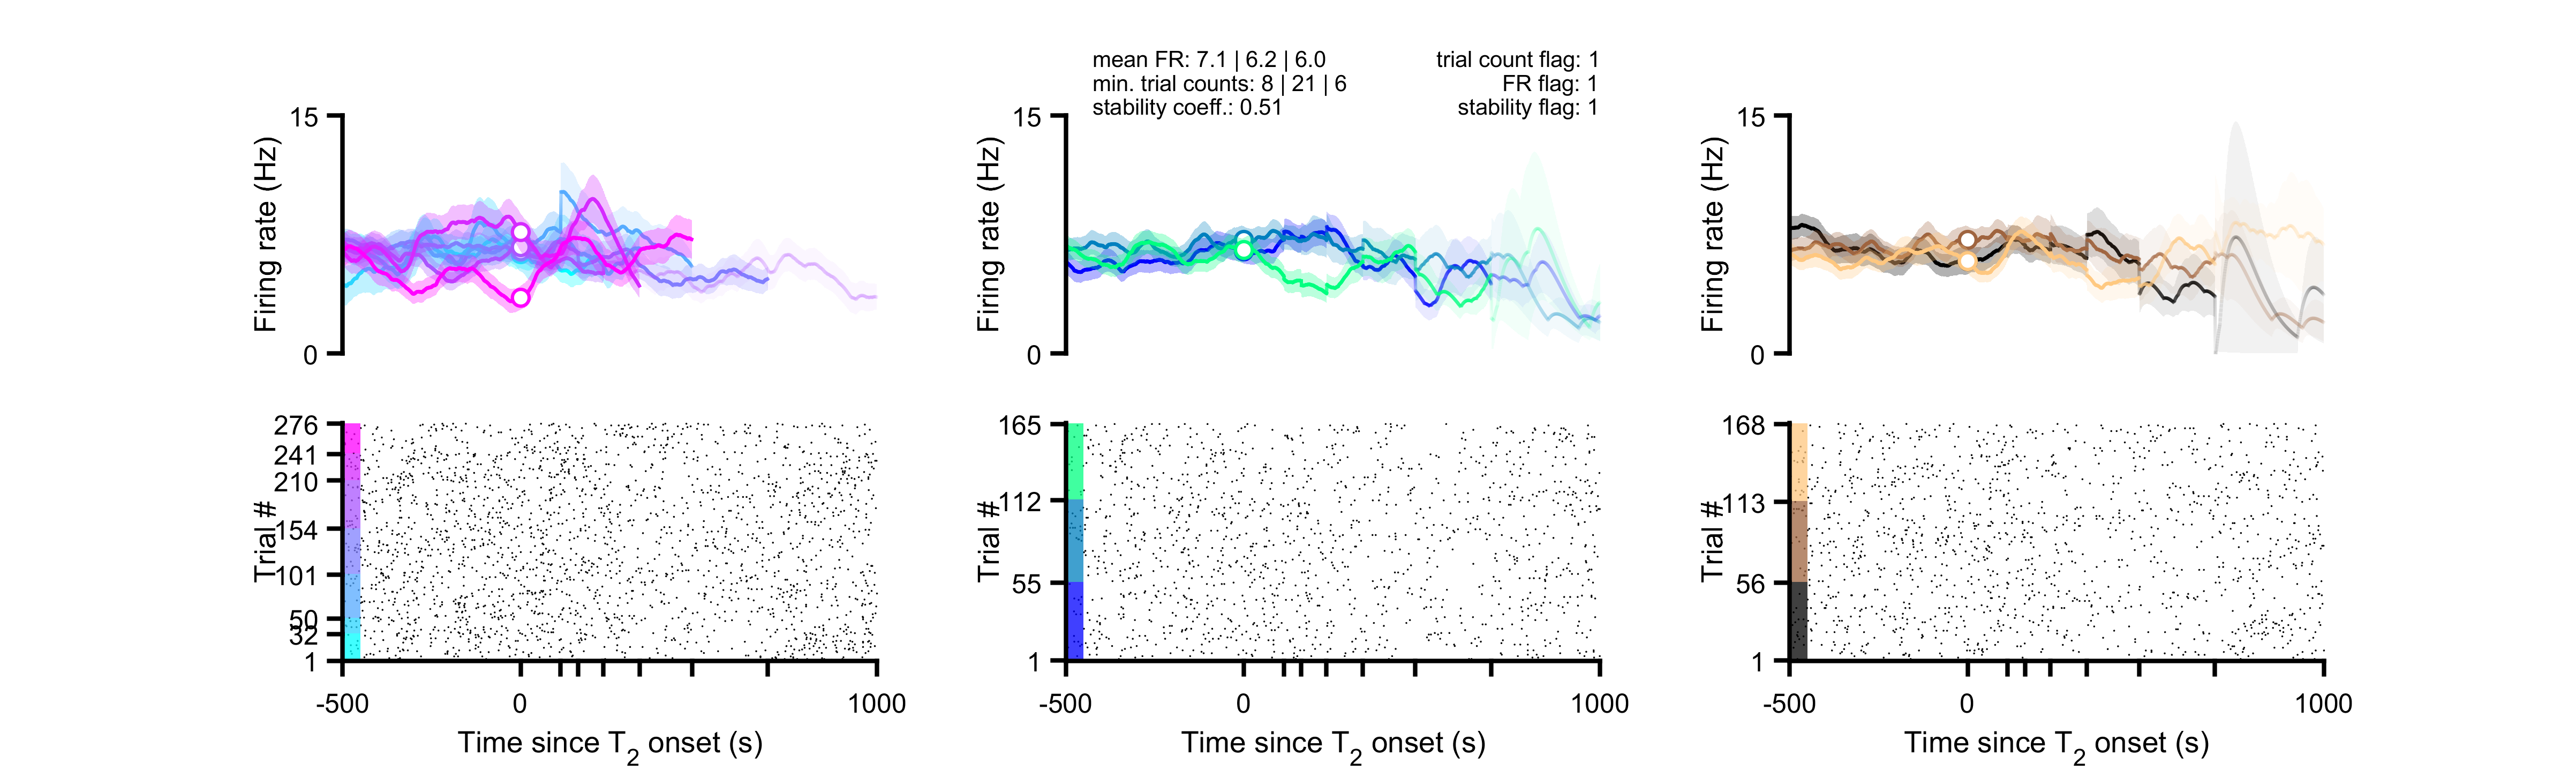 mean FR: 7.1 | 6.2 | 6.0
min. trial counts: 8 | 21 | 6
stability coeff.: 0.51
trial count flag: 1
FR flag: 1
stability flag: 1
15
Firing rate (Hz)
0
15
Firing rate (Hz)
0
15
Firing rate (Hz)
0
276
241
210
154
101
50
32
1
Trial #
-500
0
1000
Time since T2 onset (s)
165
112
55
1
Trial #
-500
0
1000
Time since T2 onset (s)
168
113
56
1
Trial #
-500
0
1000
Time since T2 onset (s)